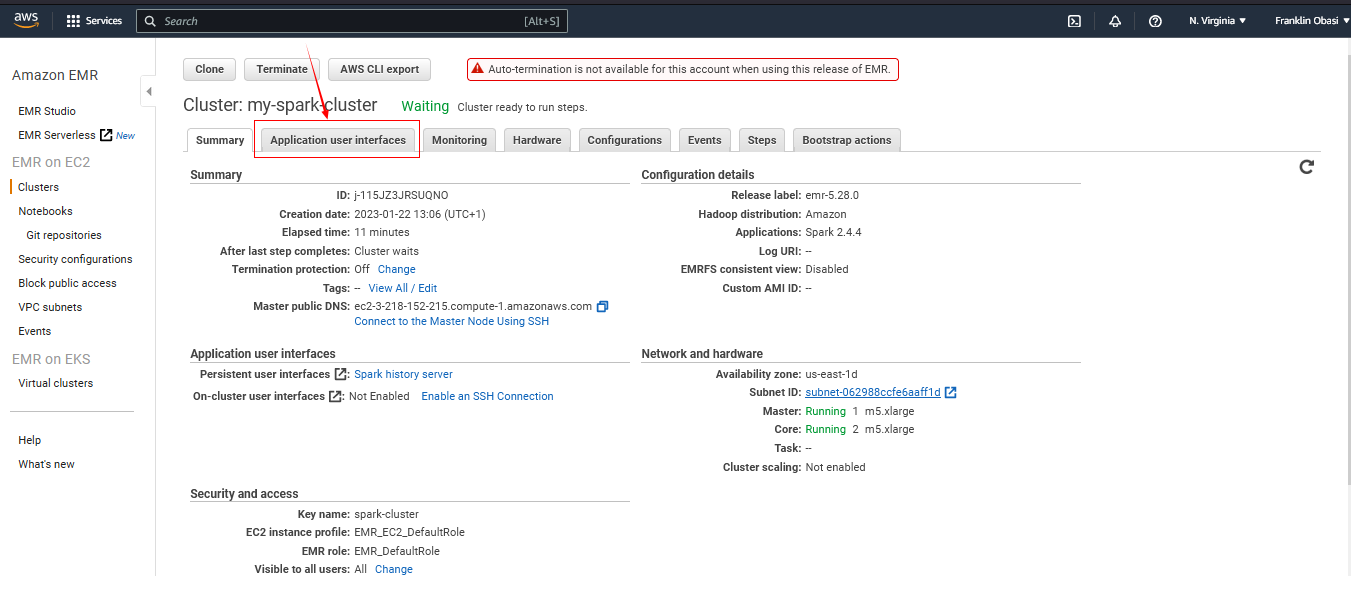 aws Services Search [Alt+S] N. Virginia Franklin Obasi
Amazon EMR
EMR Studio
EMR Serverless New
EMR on EC2
Clusters
Notebooks
Git repositories
Security configurations
Block public access
VPC subnets
Events
EMR on EKS
Virtual clusters
Help
What's new
Clone Terminate AWS CLI export Auto-termination is not available for this account when using this release of EMR.
Cluster: my-spark-cluster Waiting Cluster ready to run steps.
Summary Application user interfaces Monitoring Hardware Configurations Events Steps Bootstrap actions
Summary
ID: j-115JZ3JRSUQNO
Creation date: 2023-01-22 13:06 (UTC+1)
Elapsed time: 11 minutes
After last step completes: Cluster waits
Termination protection: Off Change
Tags: -- View All / Edit
Master public DNS: ec2-3-218-152-215.compute-1.amazonaws.com
Connect to the Master Node Using SSH
Configuration details
Release label: emr-5.28.0
Hadoop distribution: Amazon
Applications: Spark 2.4.4
Log URI: --
EMRFS consistent view: Disabled
Custom AMI ID: --
Application user interfaces
Persistent user interfaces : Spark history server
On-cluster user interfaces : Not Enabled Enable an SSH Connection
Network and hardware
Availability zone: us-east-1d
Subnet ID: subnet-062988ccfe6aaff1d
Master: Running 1 m5.xlarge
Core: Running 2 m5.xlarge
Task: --
Cluster scaling: Not enabled
Security and access
Key name: spark-cluster
EC2 instance profile: EMR_EC2_DefaultRole
EMR role: EMR_DefaultRole
Visible to all users: All Change